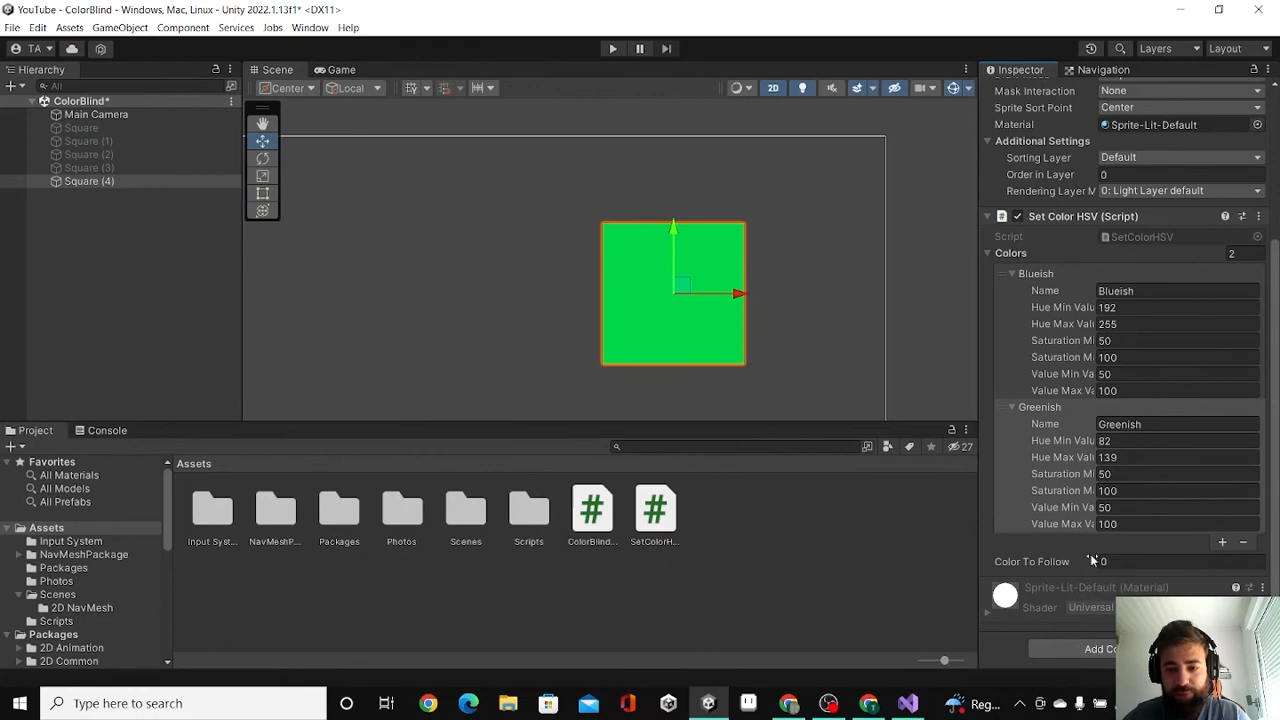 YouTube - ColorBlind - Windows, Mac, Linux - Unity 2022.1.13f1* <DX11>
File Edit Assets GameObject Component Services Jobs Window Help
TA Layers Layout
Hierarchy Scene Game Inspector Navigation
All Center Local 2D
ColorBlind*
Main Camera
Square
Square (1)
Square (2)
Square (3)
Square (4)
Mask Interaction None
Sprite Sort Point Center
Material Sprite-Lit-Default
Additional Settings
Sorting Layer Default
Order in Layer 0
Rendering Layer M 0: Light Layer default
# Set Color HSV (Script)
Script SetColorHSV
Colors 2
Blueish
Name Blueish
Hue Min Valu 192
Hue Max Valu 255
Saturation Mi 50
Saturation M 100
Value Min Va 50
Value Max Va 100
Greenish
Name Greenish
Hue Min Valu 82
Hue Max Valu 139
Saturation Mi 50
Saturation M 100
Value Min Va 50
Value Max Va 100
+ −
Color To Follow 0
Sprite-Lit-Default (Material)
Shader Universal
Add Co
Project Console
27
Favorites
All Materials
All Models
All Prefabs
Assets
Input System
NavMeshPackage
Packages
Photos
Scenes
2D NavMesh
Scripts
Packages
2D Animation
2D Common
Assets
# #
Input Syst... NavMeshP... Packages Photos Scenes Scripts ColorBlind... SetColorH...
Type here to search
Reg...